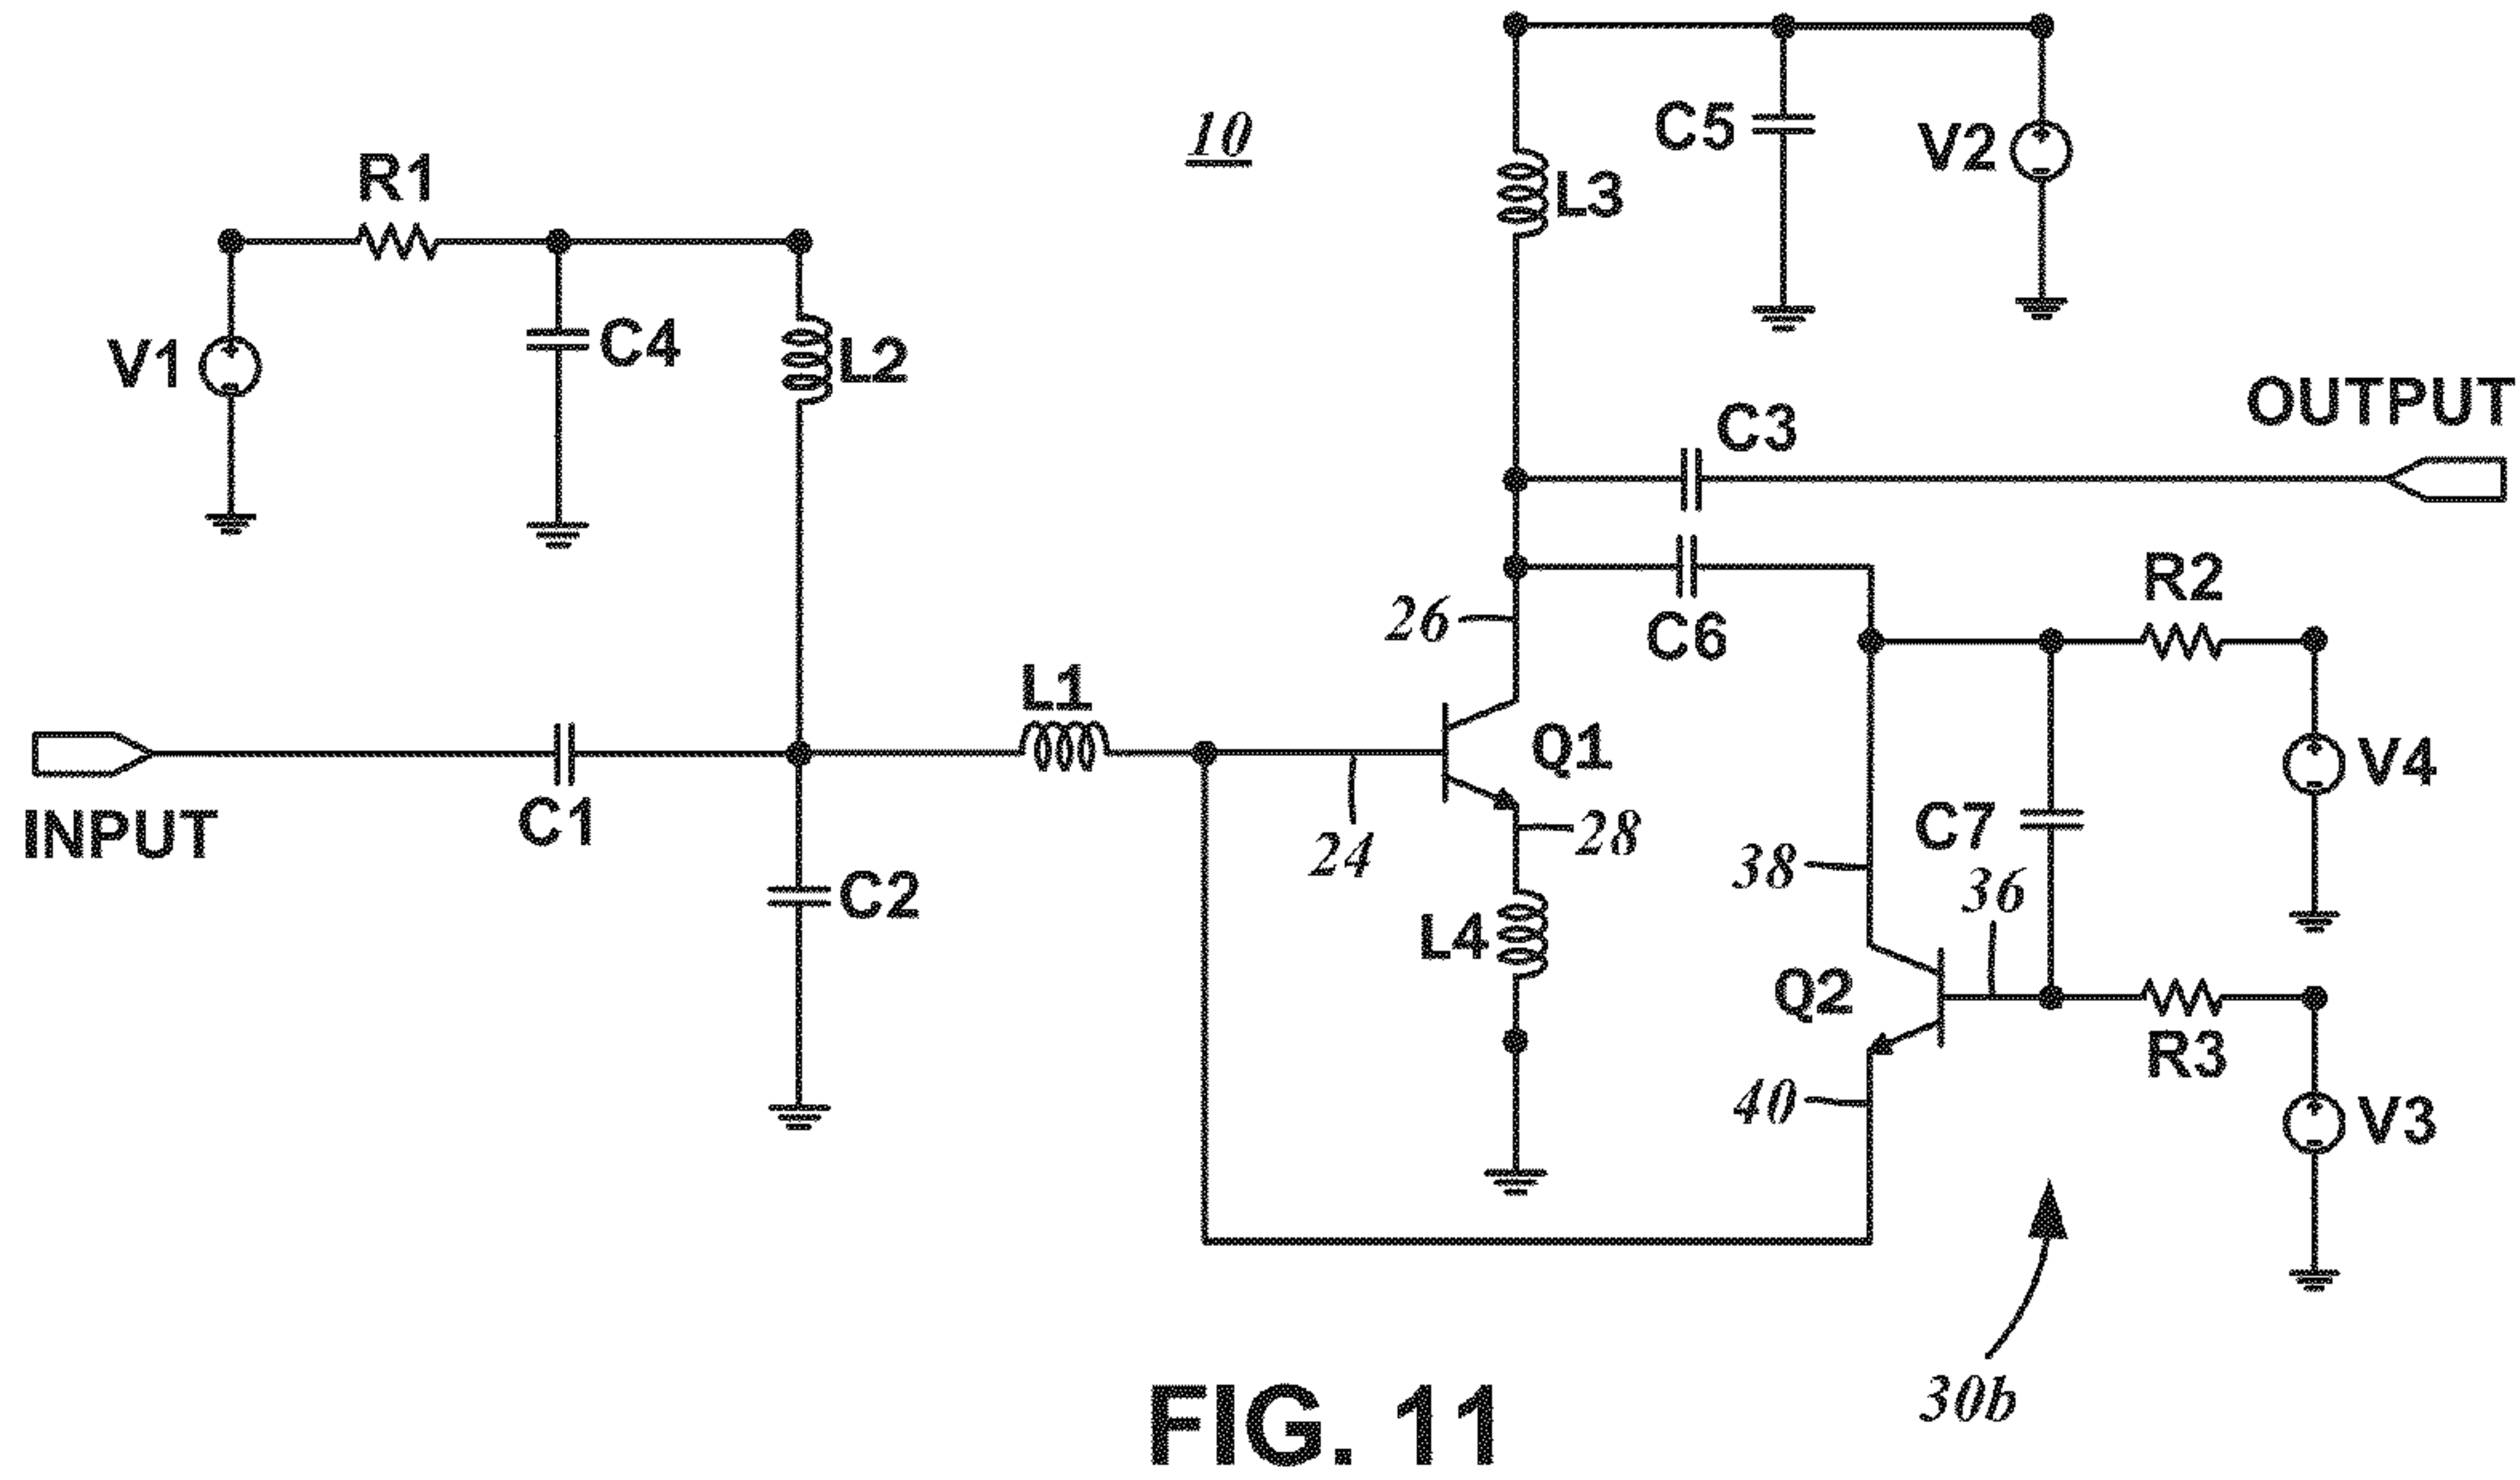 10
C5
V2
R1
L3
C4
V1
L2
OUTPUT
C3
R2
26
C6
L1
Q1
V4
INPUT
C1
24
28
C7
38
36
C2
L4
Q2
R3
40
V3
30b
FIG. 11